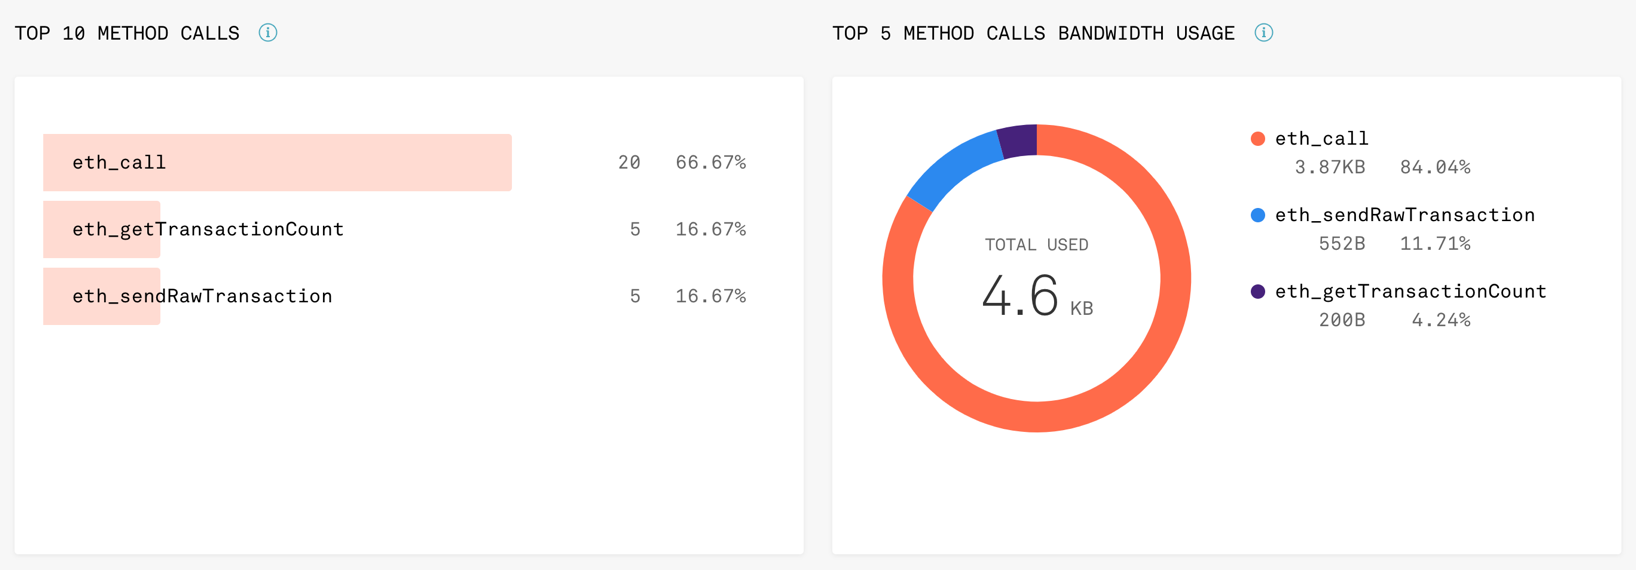 TOP 10 METHOD CALLS
eth_call 20 66.67%
eth_getTransactionCount 5 16.67%
eth_sendRawTransaction 5 16.67%
TOP 5 METHOD CALLS BANDWIDTH USAGE
TOTAL USED
4.6 KB
eth_call
3.87KB 84.04%
eth_sendRawTransaction
552B 11.71%
eth_getTransactionCount
200B 4.24%